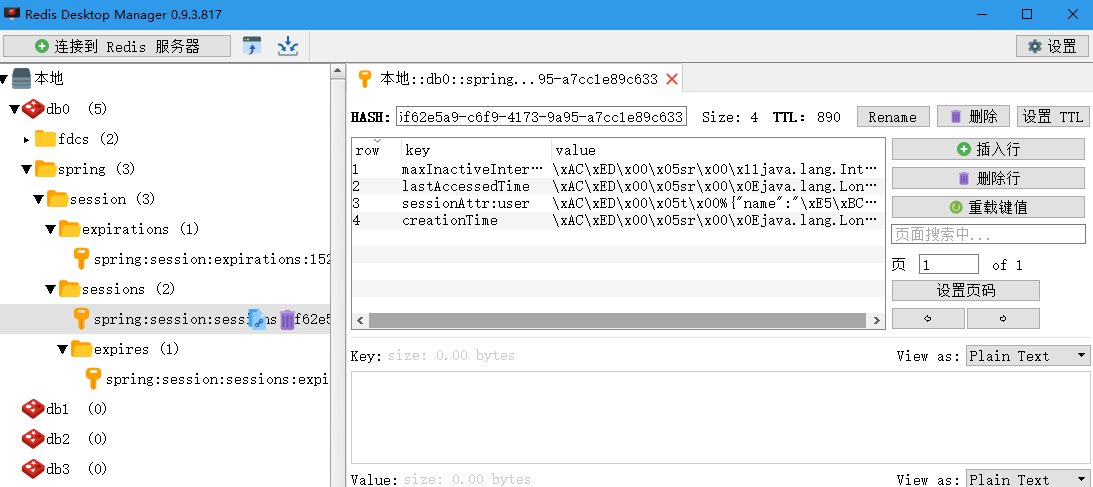 Redis Desktop Manager 0.9.3.817
连接到 Redis 服务器
设置
本地
db0 (5)
fdcs (2)
spring (3)
session (3)
expirations (1)
spring:session:expirations:152
sessions (2)
spring:session:sessions f62e5
expires (1)
spring:session:sessions:expi
db1 (0)
db2 (0)
db3 (0)
本地::db0::spring...95-a7cc1e89c633
HASH: if62e5a9-c6f9-4173-9a95-a7cc1e89c633 Size: 4 TTL: 890 Rename 删除 设置 TTL
row key value
1 maxInactiveInter··· \xAC\xED\x00\x05sr\x00\x11java.lang.Int···
2 lastAccessedTime \xAC\xED\x00\x05sr\x00\x0Ejava.lang.Lon···
3 sessionAttr:user \xAC\xED\x00\x05t\x00%{"name":"\xE5\xBC···
4 creationTime \xAC\xED\x00\x05sr\x00\x0Ejava.lang.Lon···
插入行
删除行
重载键值
页面搜索中...
页 1 of 1
设置页码
Key: size: 0.00 bytes View as: Plain Text
Value: size: 0.00 bytes View as: Plain Text